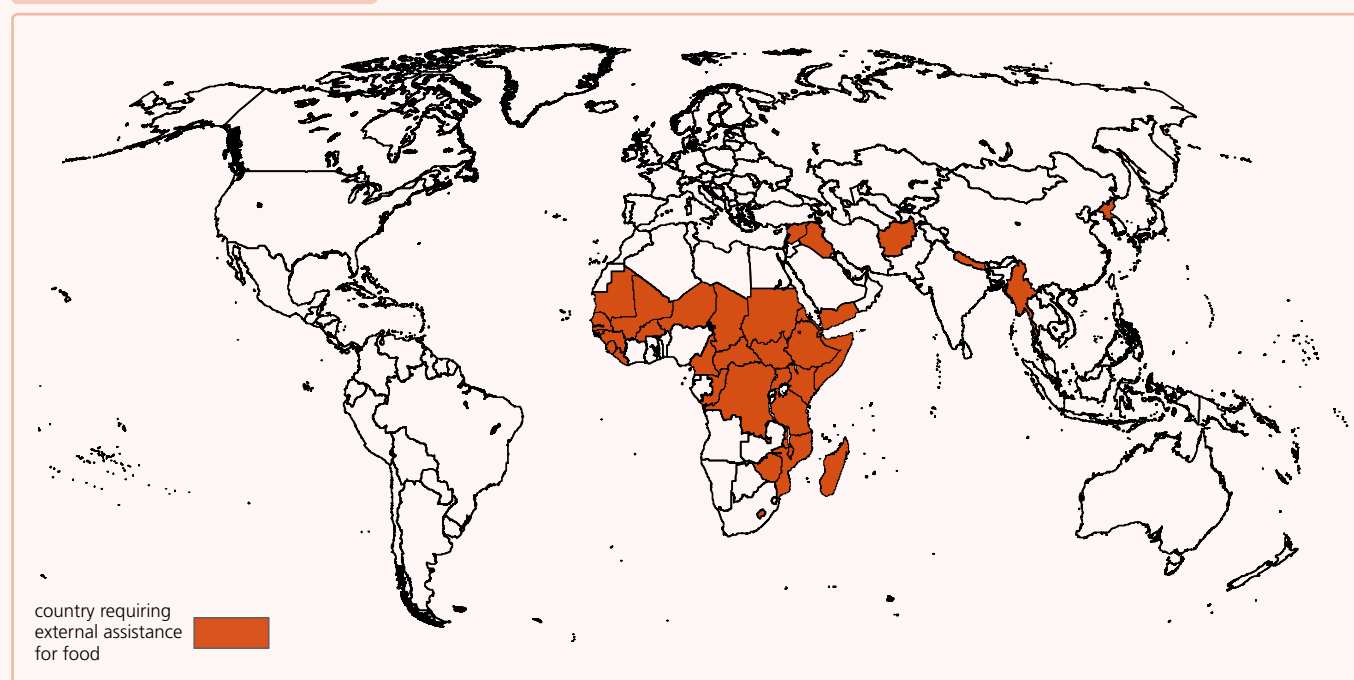 country requiring
external assistance
for food